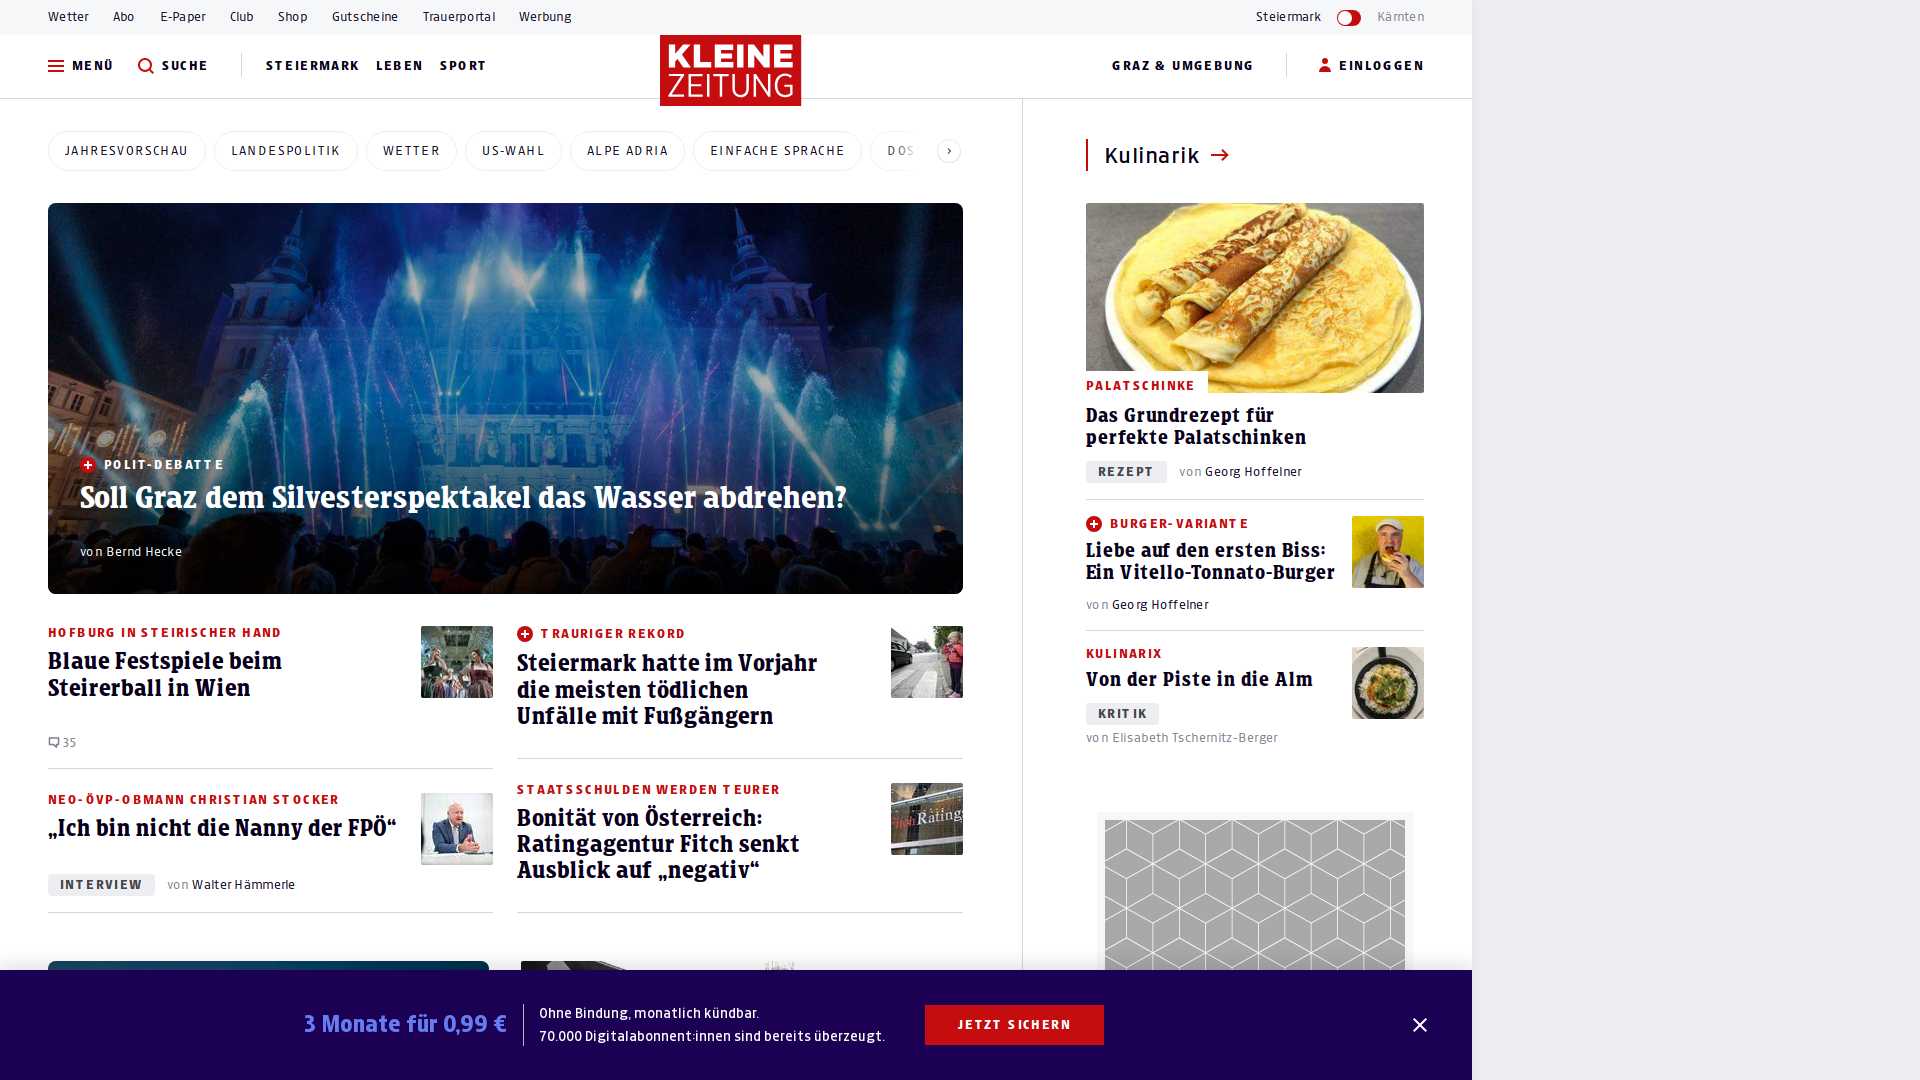 Wetter Abo E-Paper Club Shop Gutscheine Trauerportal Werbung Steiermark Kärnten
MENÜ SUCHE STEIERMARK LEBEN SPORT
KLEINE
ZEITUNG
GRAZ & UMGEBUNG EINLOGGEN
JAHRESVORSCHAU LANDESPOLITIK WETTER US-WAHL ALPE ADRIA EINFACHE SPRACHE DOS
POLIT-DEBATTE
Soll Graz dem Silvesterspektakel das Wasser abdrehen?
von Bernd Hecke
HOFBURG IN STEIRISCHER HAND
Blaue Festspiele beim
Steirerball in Wien
35
NEO-ÖVP-OBMANN CHRISTIAN STOCKER
„Ich bin nicht die Nanny der FPÖ“
INTERVIEW von Walter Hämmerle
TRAURIGER REKORD
Steiermark hatte im Vorjahr
die meisten tödlichen
Unfälle mit Fußgängern
STAATSSCHULDEN WERDEN TEURER
Bonität von Österreich:
Ratingagentur Fitch senkt
Ausblick auf „negativ“
FitchRatings
Kulinarik
PALATSCHINKE
Das Grundrezept für
perfekte Palatschinken
REZEPT von Georg Hoffelner
BURGER-VARIANTE
Liebe auf den ersten Biss:
Ein Vitello-Tonnato-Burger
von Georg Hoffelner
KULINARIX
Von der Piste in die Alm
KRITIK
von Elisabeth Tschernitz-Berger
3 Monate für 0,99 €
Ohne Bindung, monatlich kündbar.
70.000 Digitalabonnent:innen sind bereits überzeugt.
JETZT SICHERN